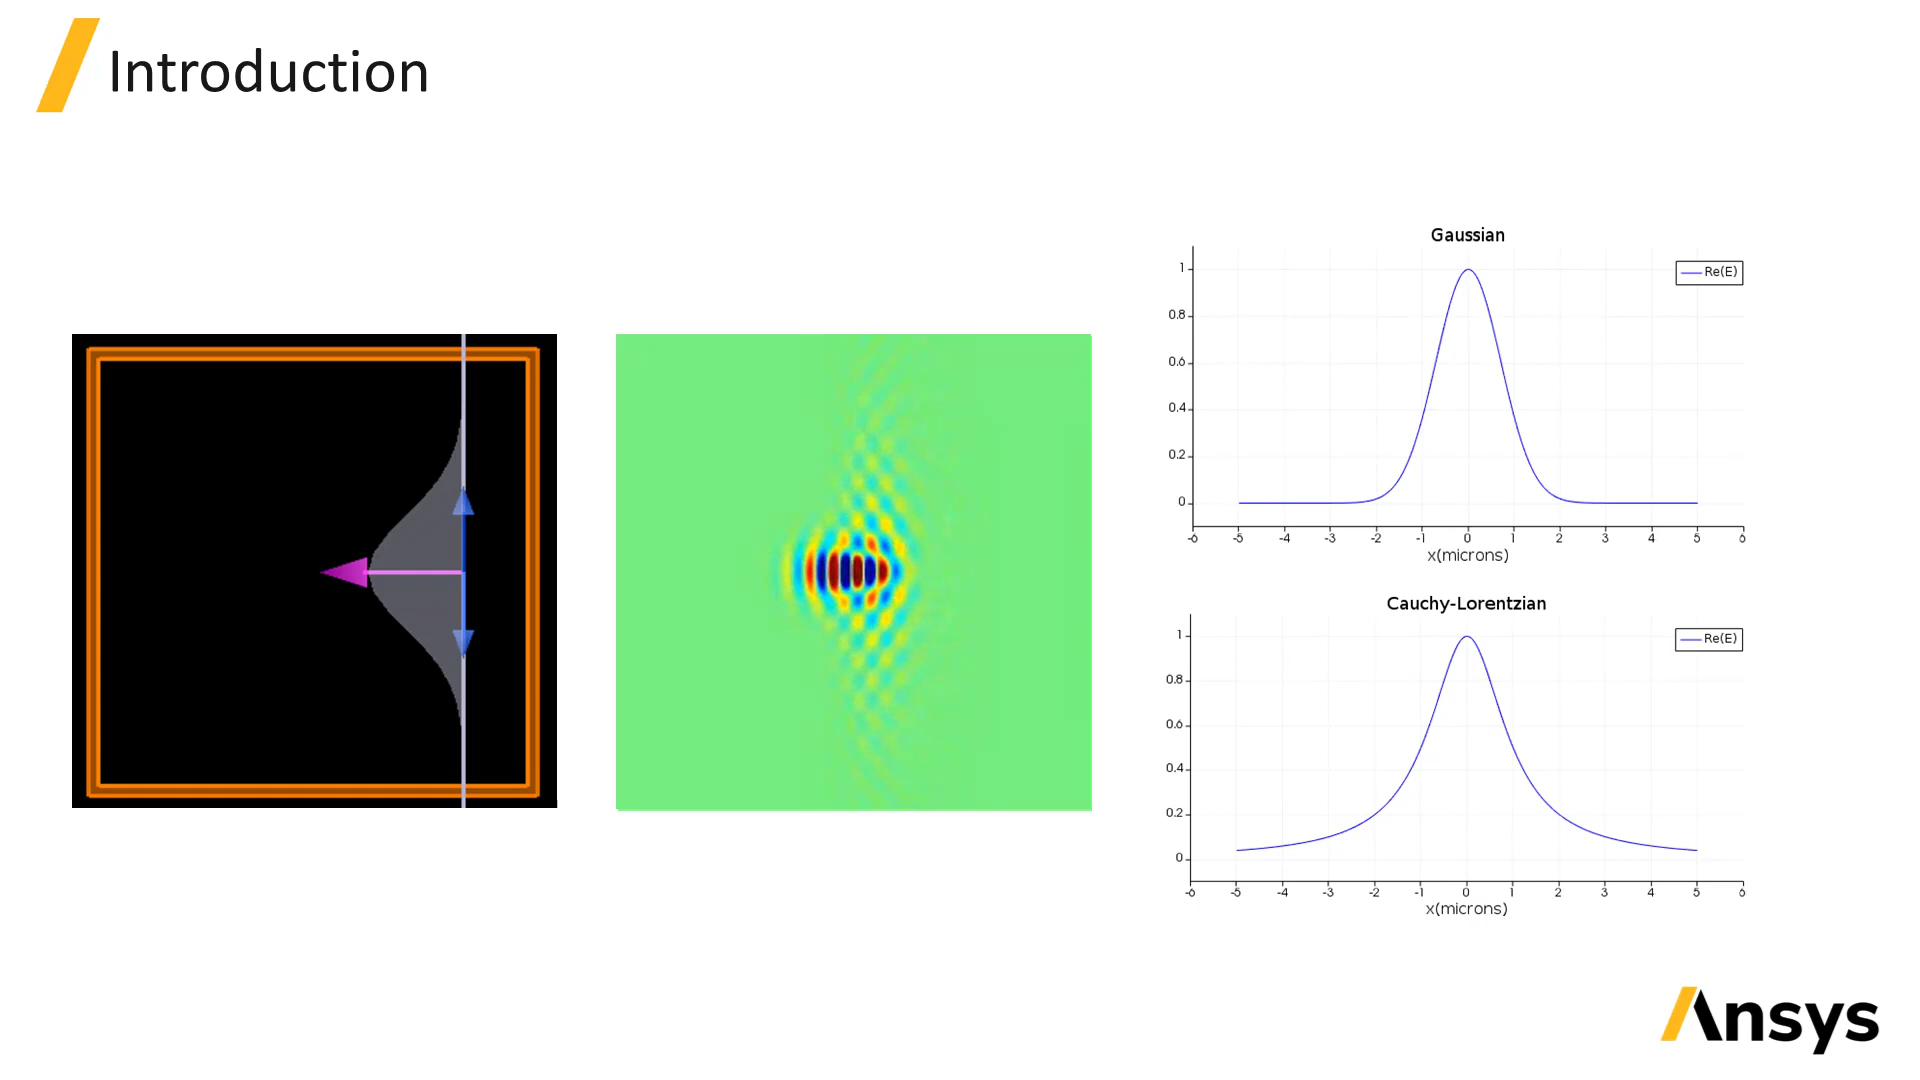 Introduction
Gaussian
Re(E)
1
0.8
0.6
0.4
0.2
0
-6 -5 -4 -3 -2 -1 0 1 2 3 4 5 6
x(microns)
Cauchy-Lorentzian
Re(E)
1
0.8
0.6
0.4
0.2
0
-6 -5 -4 -3 -2 -1 0 1 2 3 4 5 6
x(microns)
Ansys